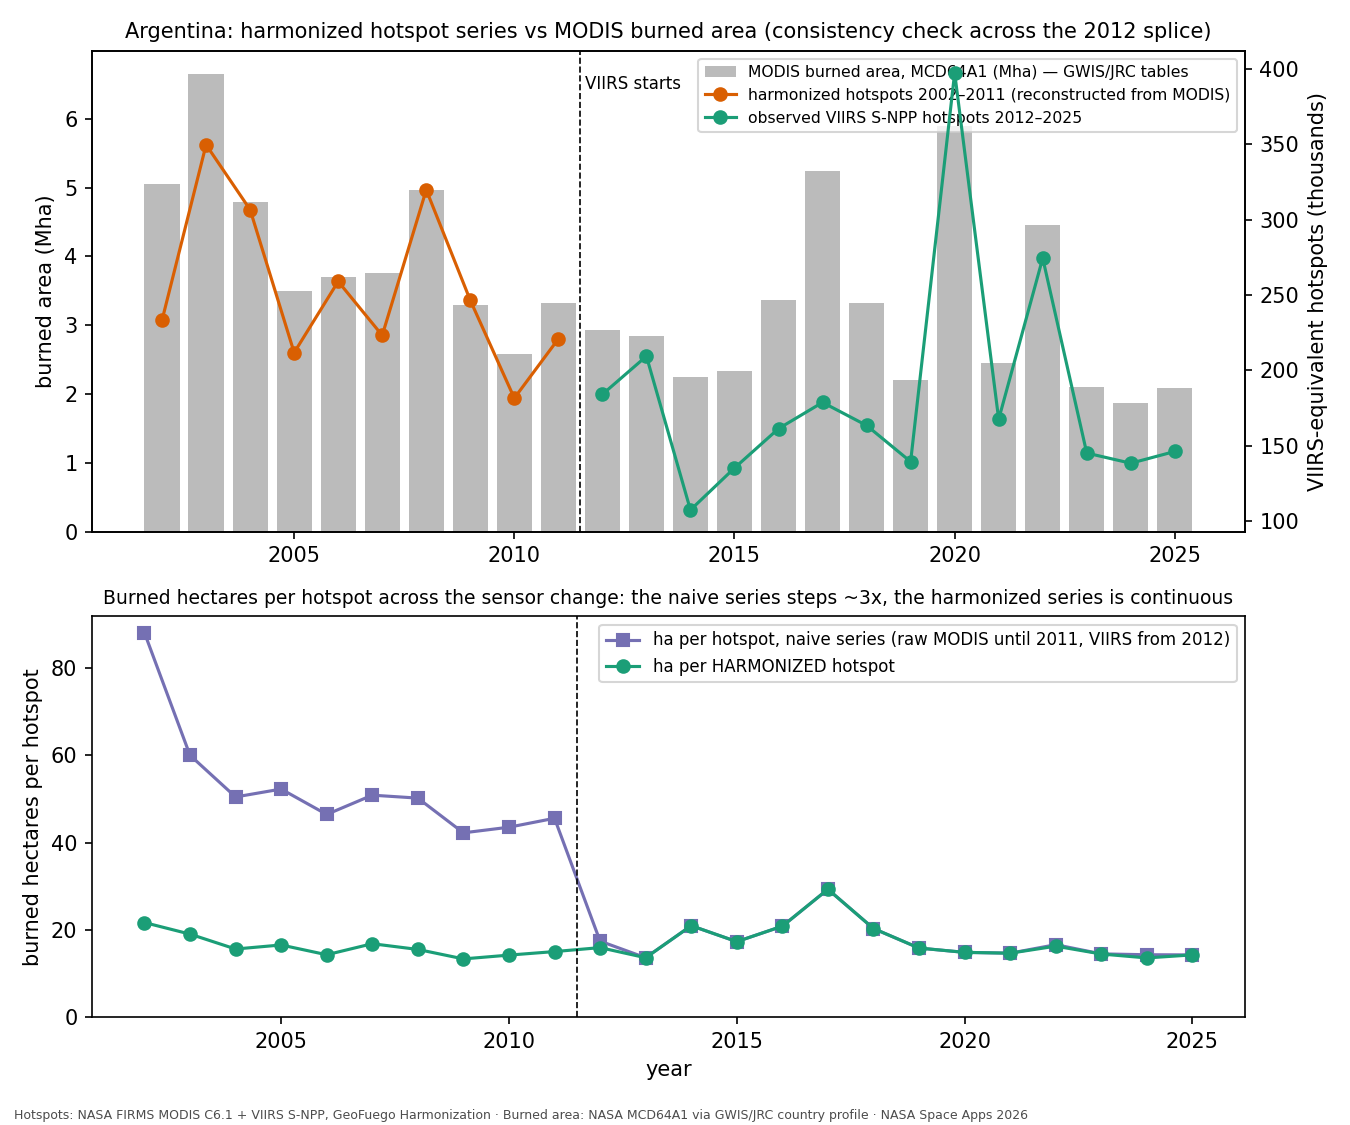 Argentina: harmonized hotspot series vs MODIS burned area (consistency check across the 2012 splice)
VIIRS starts
MODIS burned area, MCD64A1 (Mha) — GWIS/JRC tables
harmonized hotspots 2002–2011 (reconstructed from MODIS)
observed VIIRS S-NPP hotspots 2012–2025
burned area (Mha)
6
5
4
3
2
1
0
VIIRS-equivalent hotspots (thousands)
400
350
300
250
200
150
100
2005
2010
2015
2020
2025
Burned hectares per hotspot across the sensor change: the naive series steps ~3x, the harmonized series is continuous
ha per hotspot, naive series (raw MODIS until 2011, VIIRS from 2012)
ha per HARMONIZED hotspot
burned hectares per hotspot
80
60
40
20
0
2005
2010
2015
2020
2025
year
Hotspots: NASA FIRMS MODIS C6.1 + VIIRS S-NPP, GeoFuego Harmonization · Burned area: NASA MCD64A1 via GWIS/JRC country profile · NASA Space Apps 2026